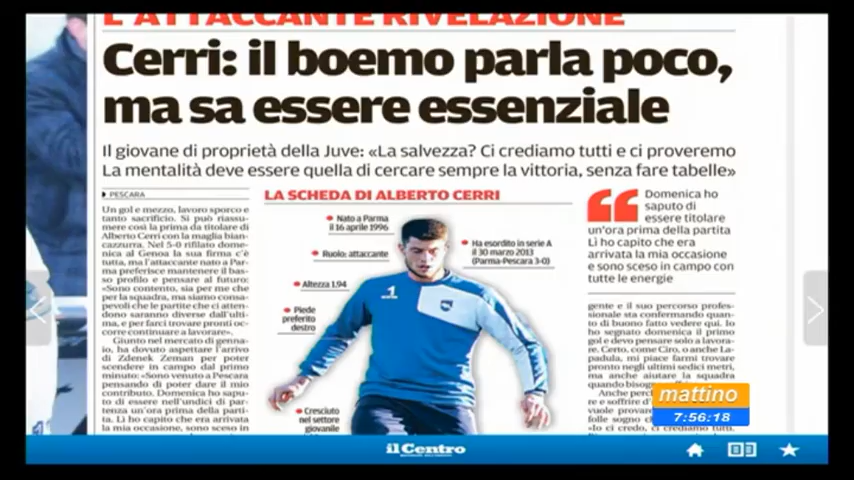 L'ATTACCANTE RIVELAZIONE
Cerri: il boemo parla poco,
ma sa essere essenziale
Il giovane di proprietà della Juve: «La salvezza? Ci crediamo tutti e ci proveremo
La mentalità deve essere quella di cercare sempre la vittoria, senza fare tabelle»
PESCARA
Un gol e mezzo, lavoro sporco e
tanto sacrificio. Si può riassu-
mere così la prima da titolare di
Alberto Cerri con la maglia bian-
cazzurra. Nel 5-0 rifilato dome-
nica al Genoa la sua firma c'è
tutta, ma l'attaccante nato a Par-
ma preferisce mantenere il bas-
so profilo e pensare al futuro:
«Sono contento, sia per me che
per la squadra, ma siamo consa-
pevoli che le partite che ci atten-
dono saranno diverse dall'ulti-
ma, e per farci trovare pronti oc-
corre continuare a lavorare».
Giunto nel mercato di genna-
io, ha dovuto aspettare l'arrivo
di Zdenek Zeman per poter
scendere in campo dal primo
minuto: «Sono venuto a Pescara
pensando di poter dare il mio
contributo. Domenica ho sapu-
to di essere nell'undici di par-
tenza un'ora prima della parti-
ta. Lì ho capito che era arrivata
la mia occasione, sono sceso in
LA SCHEDA DI ALBERTO CERRI
Nato a Parma
il 16 aprile 1996
Ruolo: attaccante
Altezza 1.94
Piede
preferito
destro
Cresciuto
nel settore
giovanile
Ha esordito in serie A
il 30 marzo 2013
(Parma-Pescara 3-0)
1
Domenica ho
saputo di
essere titolare
un'ora prima della partita
Lì ho capito che era
arrivata la mia occasione
e sono sceso in campo con
tutte le energie
gente e il suo percorso profes-
sionale sta confermando quan-
to di buono fatto vedere qui. Io
ho segnato domenica il primo
gol e devo pensare solo a lavora-
re. Certo, come Ciro, o anche La-
padula, mi piace farmi trovare
pronto negli ultimi sedici metri,
ma anche aiutare la squadra
quando
Anche
e soffrire
vuole
folle sogno
«Io ci credo, ci crediamo tutti.
mattino
7:56:18
il Centro